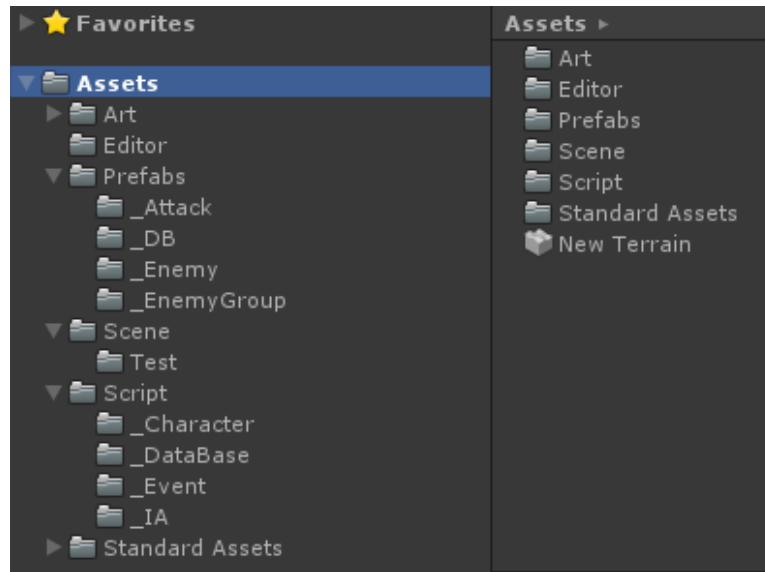 Favorites
Assets
Art
Editor
Prefabs
_Attack
_DB
_Enemy
_EnemyGroup
Scene
Test
Script
_Character
_DataBase
_Event
_IA
Standard Assets
Assets
Art
Editor
Prefabs
Scene
Script
Standard Assets
New Terrain